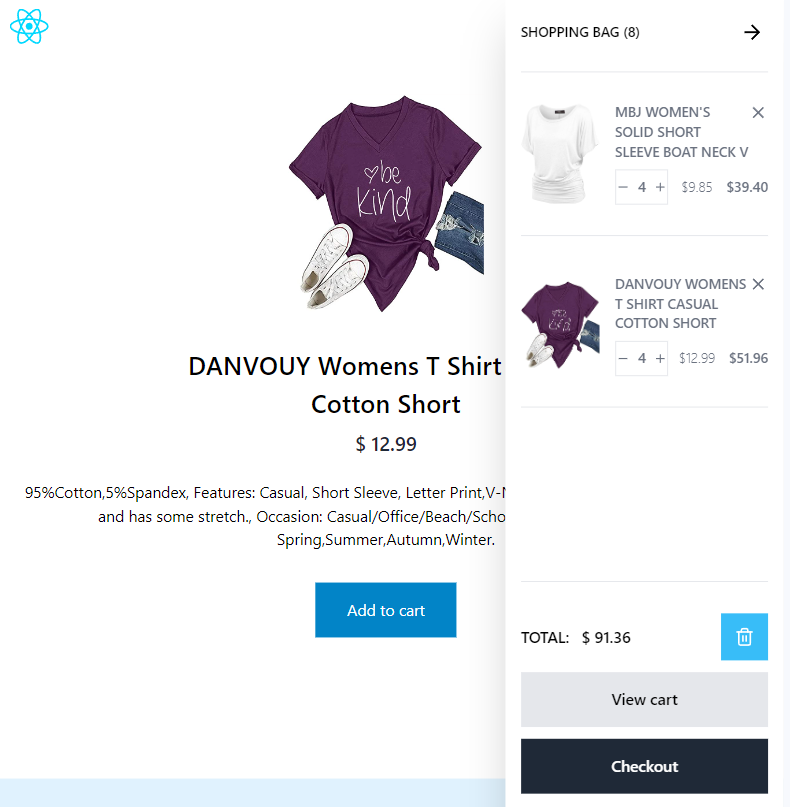 be
kind
DANVOUY Womens T Shirt
Cotton Short
$ 12.99
95%Cotton,5%Spandex, Features: Casual, Short Sleeve, Letter Print,V-
and has some stretch., Occasion: Casual/Office/Beach/Scho
Spring,Summer,Autumn,Winter.
Add to cart
SHOPPING BAG (8)
MBJ WOMEN'S
SOLID SHORT
SLEEVE BOAT NECK V
− 4 + $9.85 $39.40
DANVOUY WOMENS
T SHIRT CASUAL
COTTON SHORT
− 4 + $12.99 $51.96
TOTAL: $ 91.36
View cart
Checkout